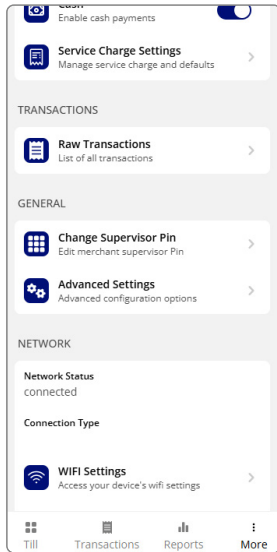 Cash
Enable cash payments
Service Charge Settings
Manage service charge and defaults
TRANSACTIONS
Raw Transactions
List of all transactions
GENERAL
Change Supervisor Pin
Edit merchant supervisor Pin
Advanced Settings
Advanced configuration options
NETWORK
Network Status
connected
Connection Type
WIFI Settings
Access your device's wifi settings
Till Transactions Reports More